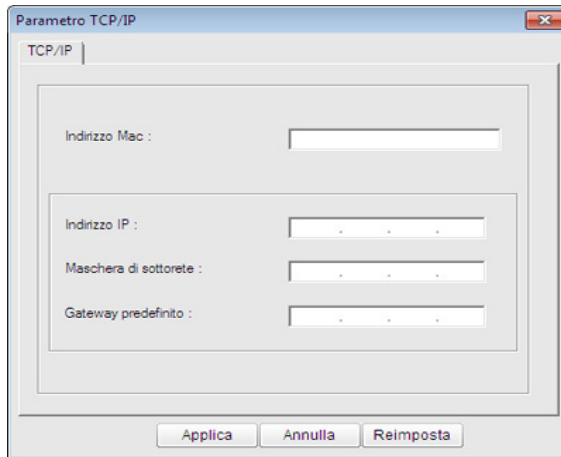 Parametro TCP/IP
TCP/IP
Indirizzo Mac :
Indirizzo IP : . . .
Maschera di sottorete : . . .
Gateway predefinito : . . .
Applica Annulla Reimposta